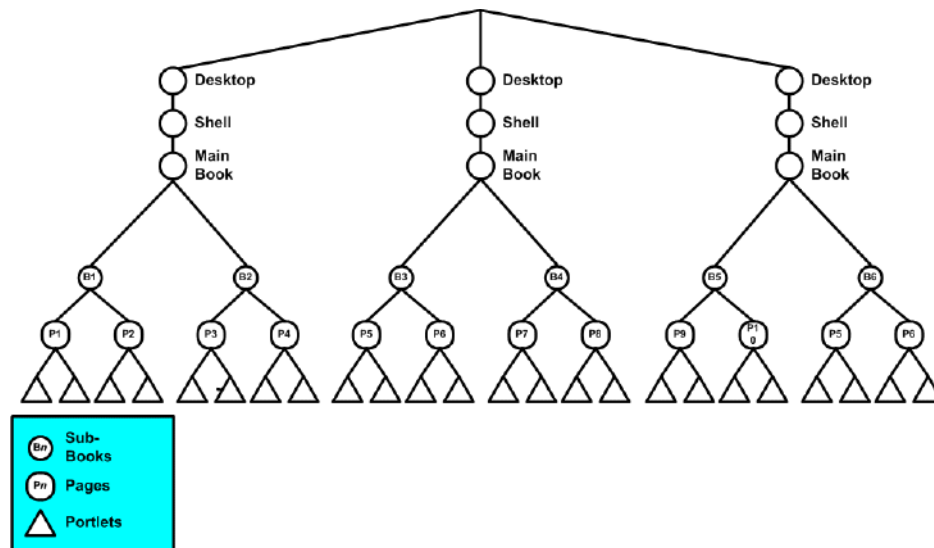 Desktop
Desktop
Desktop
Shell
Shell
Shell
Main
Book
Main
Book
Main
Book
B1
B2
B3
B4
B5
B6
P1
P2
P3
P4
P5
P6
P7
P8
P9
P1
0
P5
P6
Bn
Sub-
Books
Pn
Pages
Portlets